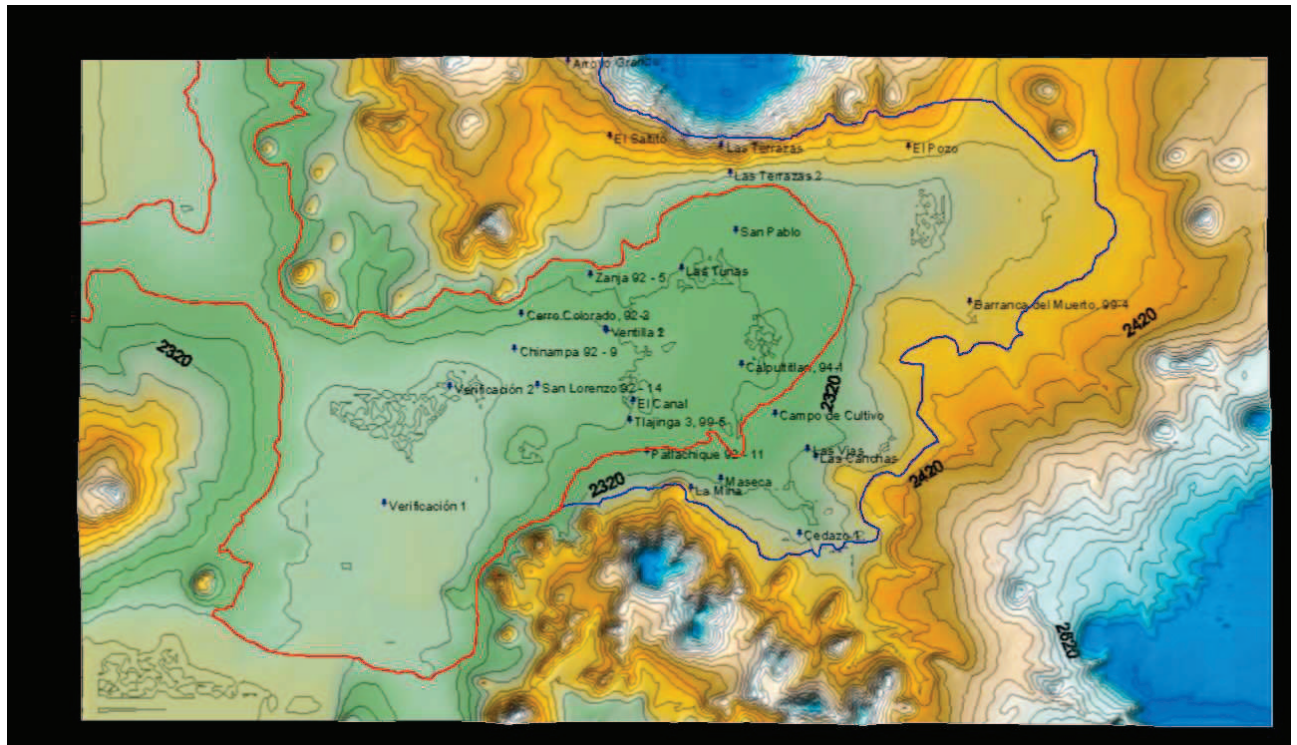 Arroyo Grande
El Saltito
Las Terrazas
El Pozo
Las Terrazas 2
San Pablo
Las Tunas
Zanja 92 - 5
Barranca del Muerto, 99-4
Cerro Colorado, 92-3
2420
Ventilla 2
Chinampa 92 - 9
2320
Calpultitlan, 94-1
Verificación 2
San Lorenzo 92 - 14
2320
El Canal
Campo de Cultivo
Tlajinga 3, 99-5
Las Vias
Patlachique 92 - 11
Las Canchas
2420
Maseca
2320
La Mina
Verificación 1
Cedazo 1
2620